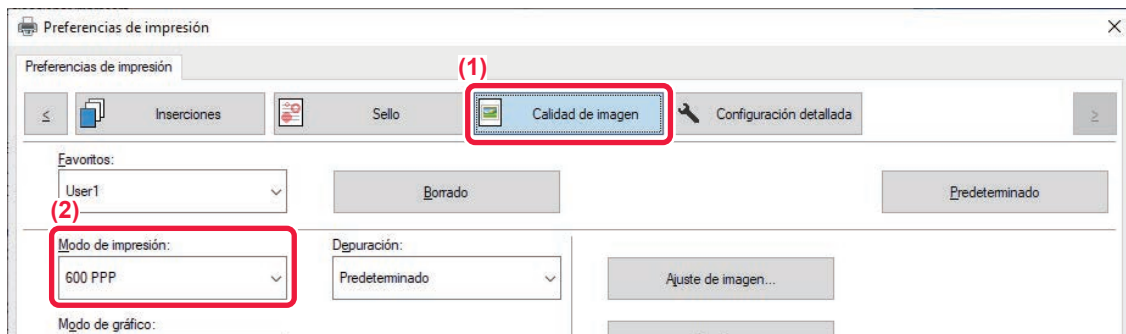 Preferencias de impresión
Preferencias de impresión
(1)
< Inserciones Sello Calidad de imagen Configuración detallada >
Favoritos:
User1 Borrado Predeterminado
(2)
Modo de impresión: Depuración:
600 PPP Predeterminado Ajuste de imagen...
Modo de gráfico: